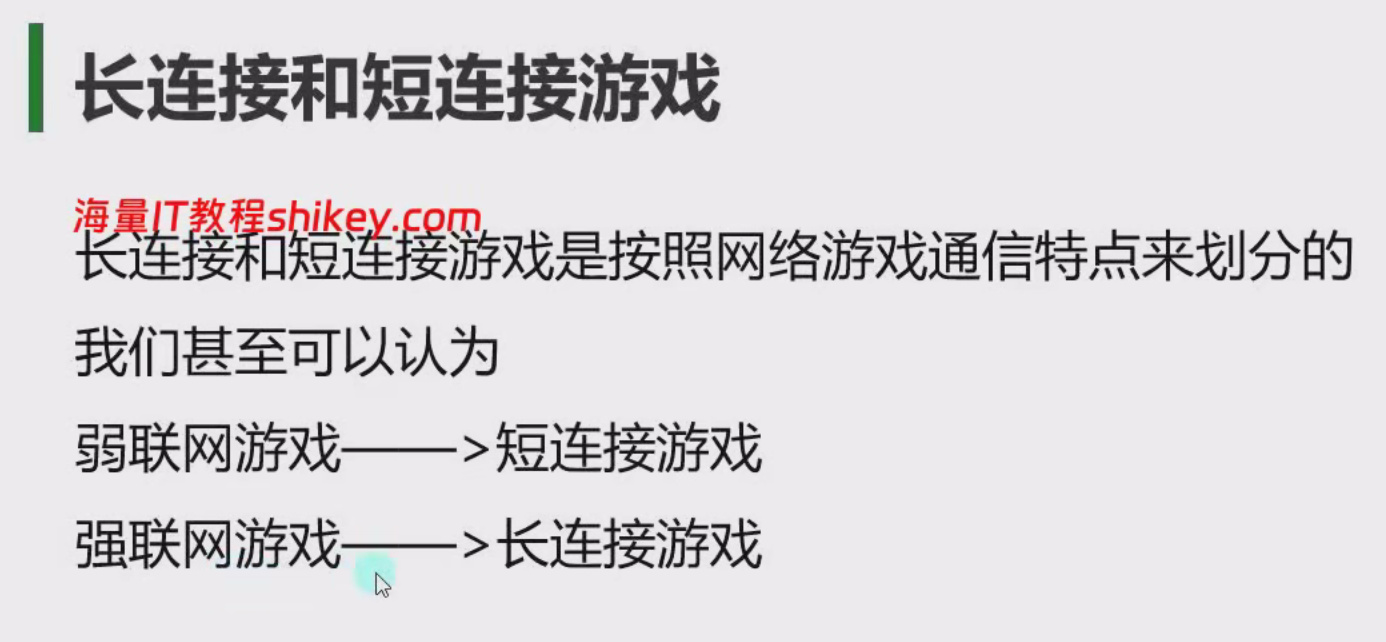 长连接和短连接游戏
海量IT教程shikey.com
长连接和短连接游戏是按照网络游戏通信特点来划分的
我们甚至可以认为
弱联网游戏——>短连接游戏
强联网游戏——>长连接游戏